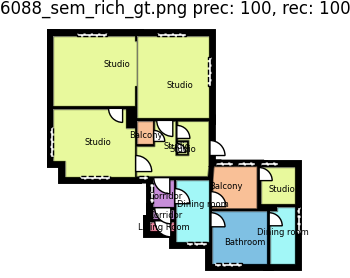 6088_sem_rich_gt.png prec: 100, rec: 100
Studio
Studio
Balcony
Studio
Studio
Studio
Balcony
Studio
Corridor
Dining room
Corridor
Living Room
Dining room
Bathroom